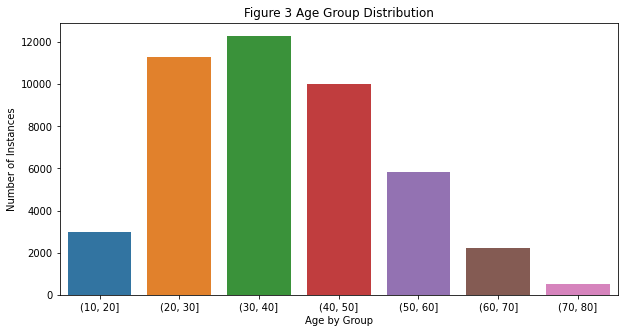 Figure 3 Age Group Distribution
12000
10000
8000
6000
4000
2000
0
Number of Instances
(10, 20] (20, 30] (30, 40] (40, 50] (50, 60] (60, 70] (70, 80]
Age by Group